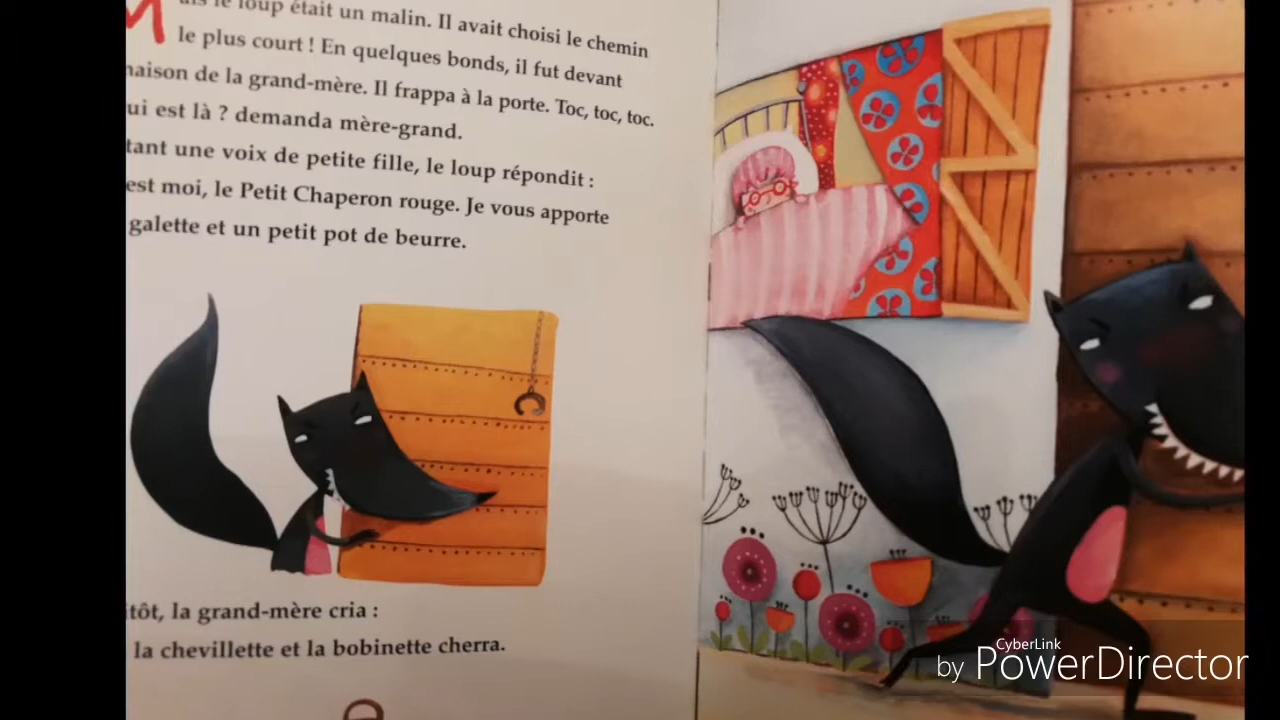 le loup était un malin. Il avait choisi le chemin
le plus court ! En quelques bonds, il fut devant
maison de la grand-mère. Il frappa à la porte. Toc, toc, toc.
ui est là ? demanda mère-grand.
tant une voix de petite fille, le loup répondit :
est moi, le Petit Chaperon rouge. Je vous apporte
galette et un petit pot de beurre.
tôt, la grand-mère cria :
la chevillette et la bobinette cherra.
CyberLink
by PowerDirector